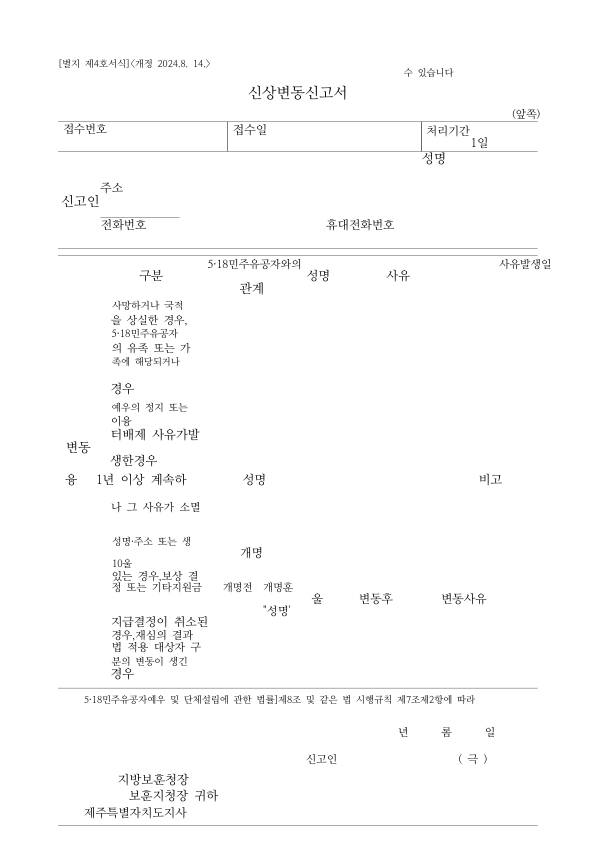 [별지 제4호서식]<개정 2024.8. 14.>
수 있습니다
신상변동신고서
(앞쪽)
접수번호 접수일 처리기간
1일
성명
주소
신고인
전화번호 휴대전화번호
5·18민주유공자와의 사유발생일
구분 성명 사유
관계
사망하거나 국적
을 상실한 경우,
5·18민주유공자
의 유족 또는 가
족에 해당되거나
경우
예우의 정지 또는
이융
터배제 사유가발
변동
생한경우
융 1년 이상 계속하 성명 비고
나 그 사유가 소멸
성명·주소 또는 생
개명
10올
있는 경우,보상 결
정 또는 기타지원금 개명전 개명훈
울 변동후 변동사유
"성명'
지급결정이 취소된
경우,재심의 결과
법 적용 대상자 구
분의 변동이 생긴
경우
5·18민주유공자예우 및 단체설립에 관한 법률]제8조 및 같은 법 시행규칙 제7조제2항에 따라
년 롬 일
신고인 ( 극 )
지방보훈청장
보훈지청장 귀하
제주특별자치도지사